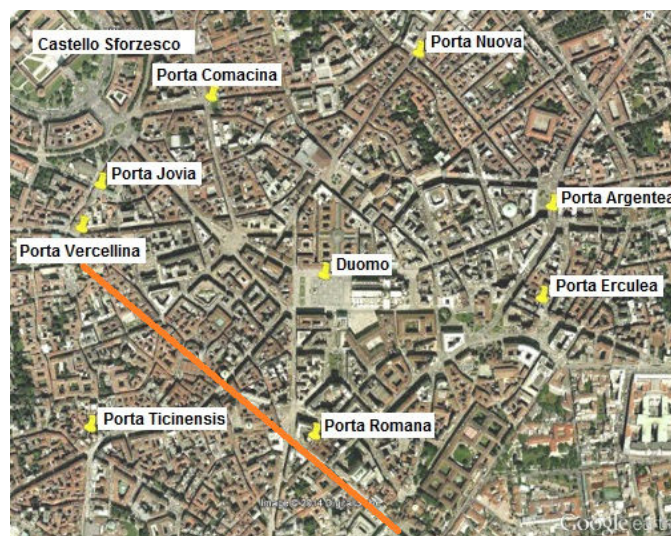 Castello Sforzesco
Porta Nuova
Porta Comacina
Porta Jovia
Porta Argentea
Porta Vercellina
Duomo
Porta Erculea
Porta Ticinensis
Porta Romana
Google